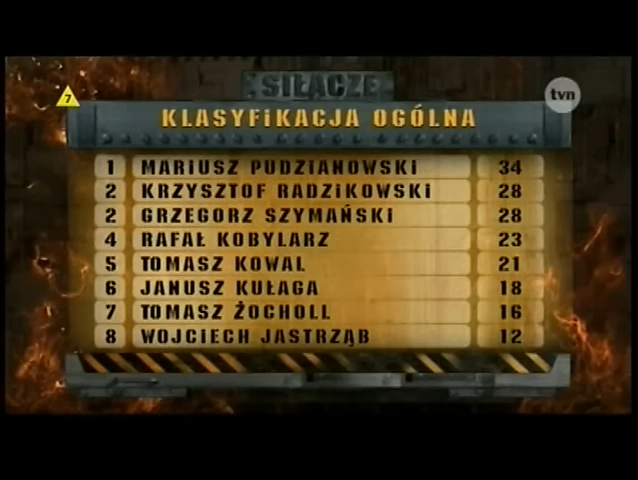 SIŁACZE
7
tvn
KLASYFIKACJA OGÓLNA
1 MARIUSZ PUDZIANOWSKI 34
2 KRZYSZTOF RADZIKOWSKI 28
2 GRZEGORZ SZYMAŃSKI 28
4 RAFAŁ KOBYLARZ 23
5 TOMASZ KOWAL 21
6 JANUSZ KUŁAGA 18
7 TOMASZ ŻOCHOLL 16
8 WOJCIECH JASTRZĄB 12